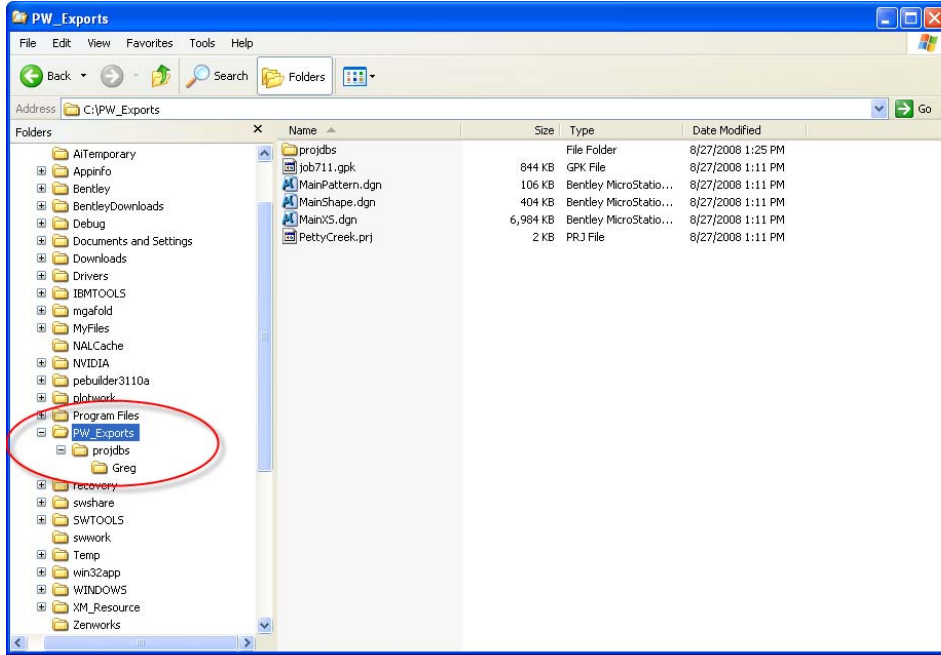 PW_Exports
File Edit View Favorites Tools Help
Back Search Folders
Address C:\PW_Exports Go
Folders
Name Size Type Date Modified
AiTemporary
Appinfo
Bentley
BentleyDownloads
Debug
Documents and Settings
Downloads
Drivers
IBMTOOLS
mgafold
MyFiles
NALCache
NVIDIA
pebuilder3110a
plotwork
Program Files
PW_Exports
projdbs
Greg
recovery
swshare
SWTOOLS
swwork
Temp
win32app
WINDOWS
XM_Resource
Zenworks
projdbs File Folder 8/27/2008 1:25 PM
job711.gpk 844 KB GPK File 8/27/2008 1:11 PM
MainPattern.dgn 106 KB Bentley MicroStatio... 8/27/2008 1:11 PM
MainShape.dgn 404 KB Bentley MicroStatio... 8/27/2008 1:11 PM
MainXS.dgn 6,984 KB Bentley MicroStatio... 8/27/2008 1:11 PM
PettyCreek.prj 2 KB PRJ File 8/27/2008 1:11 PM